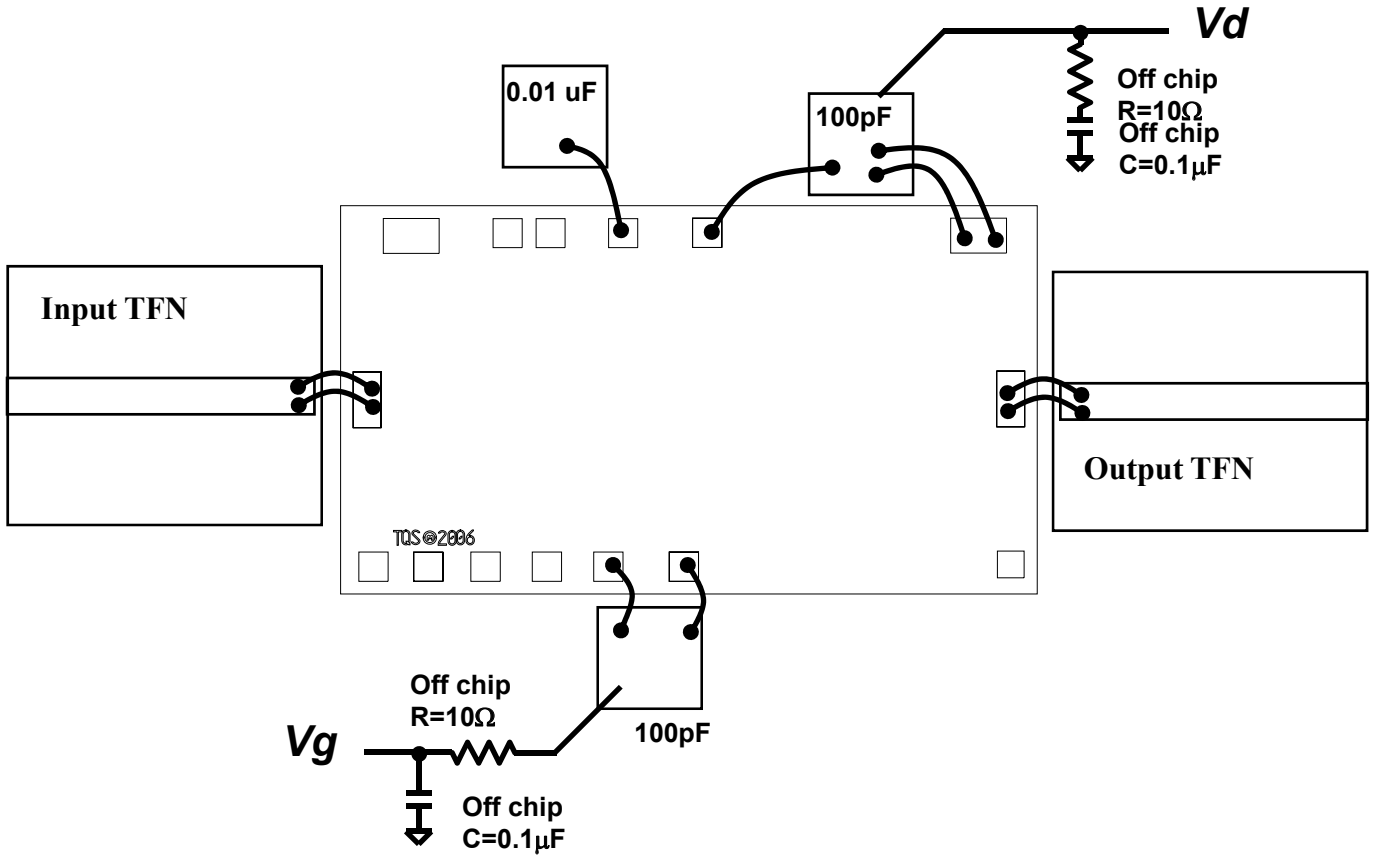 Vd
0.01 uF
Off chip
R=10Ω
100pF
Off chip
C=0.1μF
Input TFN
Output TFN
TQS©2006
Off chip
R=10Ω
Vg
100pF
Off chip
C=0.1μF